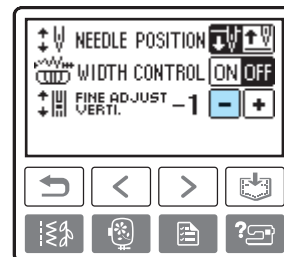 NEEDLE POSITION
WIDTH CONTROL ON OFF
FINE ADJUST VERTI. -1 - +
?